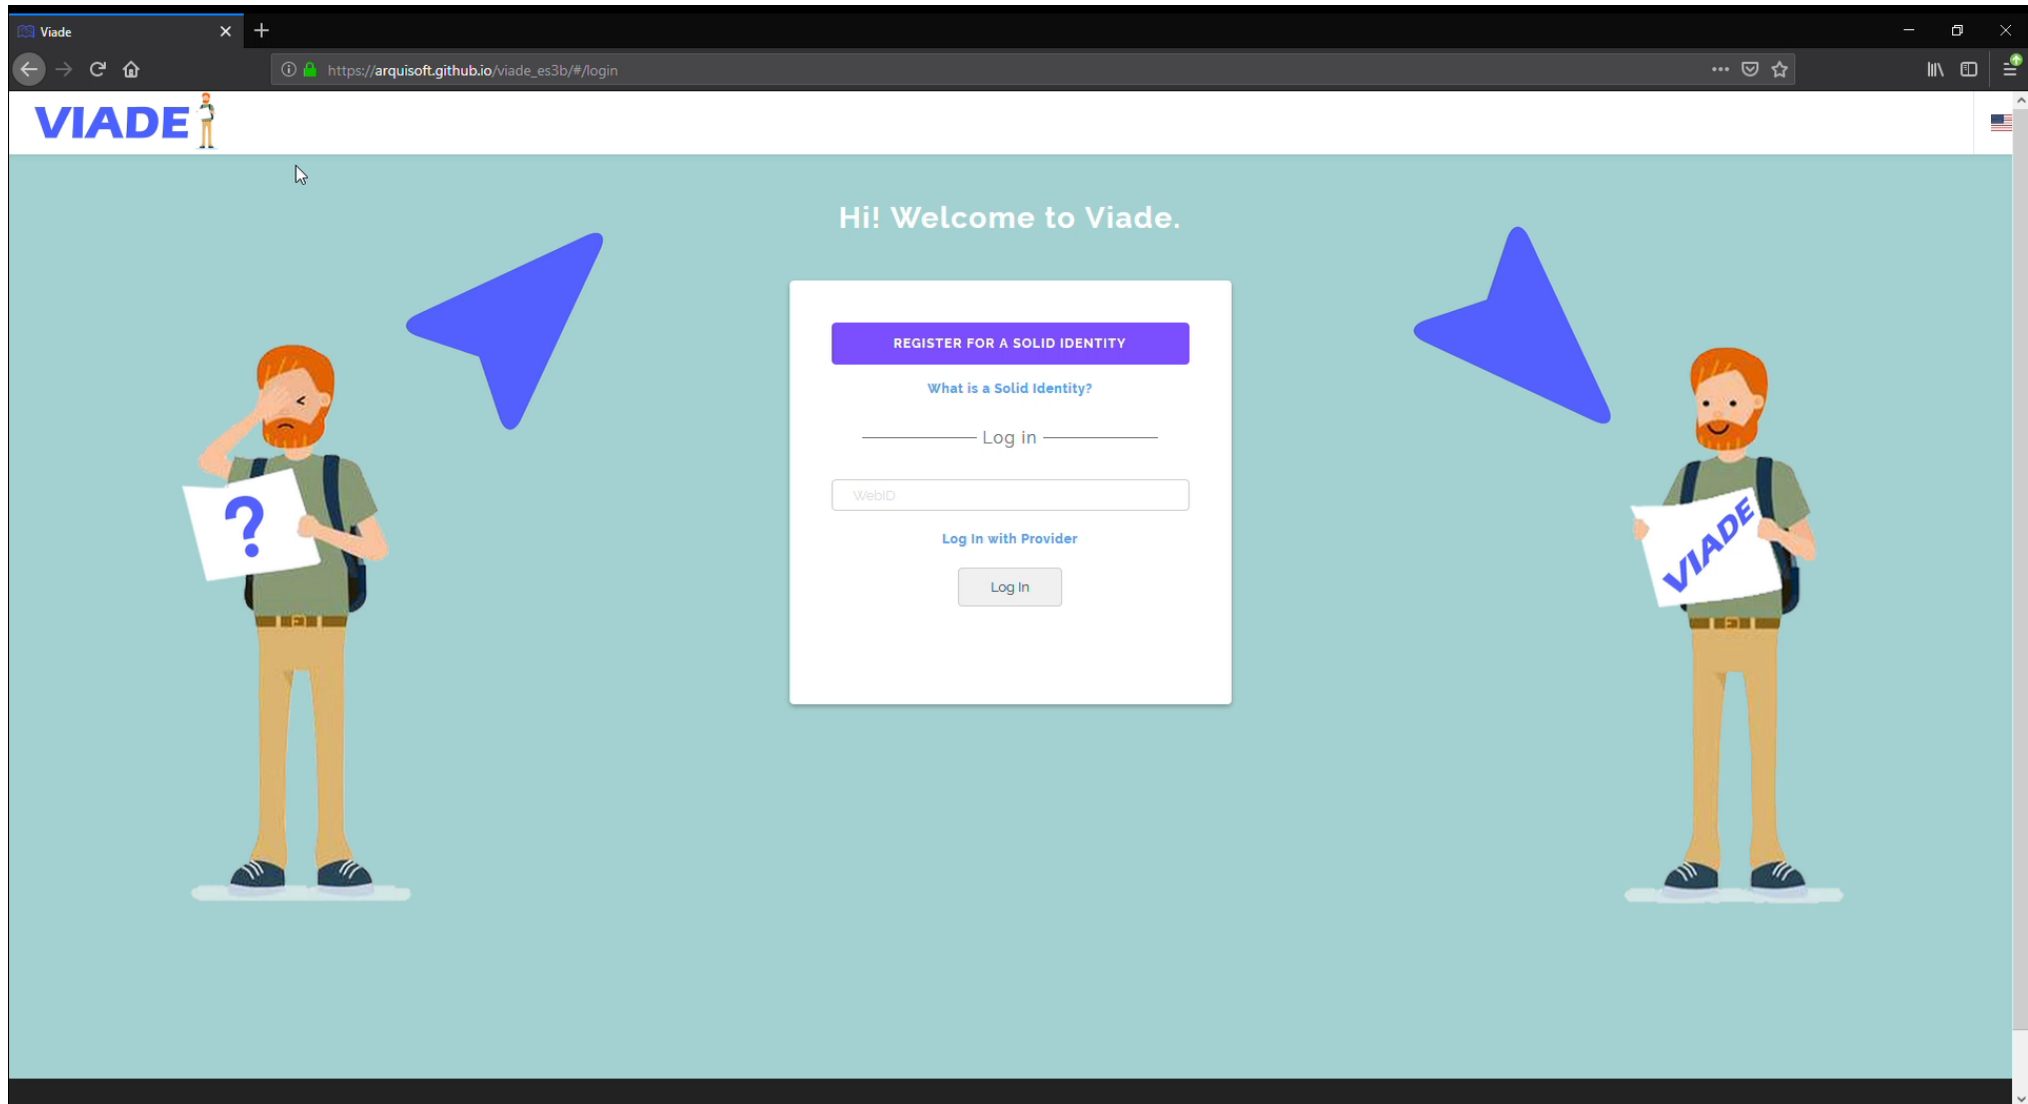 Viade
https://arquisoft.github.io/viade_es3b/#/login
VIADE
Hi! Welcome to Viade.
REGISTER FOR A SOLID IDENTITY
What is a Solid Identity?
Log in
WebID
Log In with Provider
Log In
?
VIADE